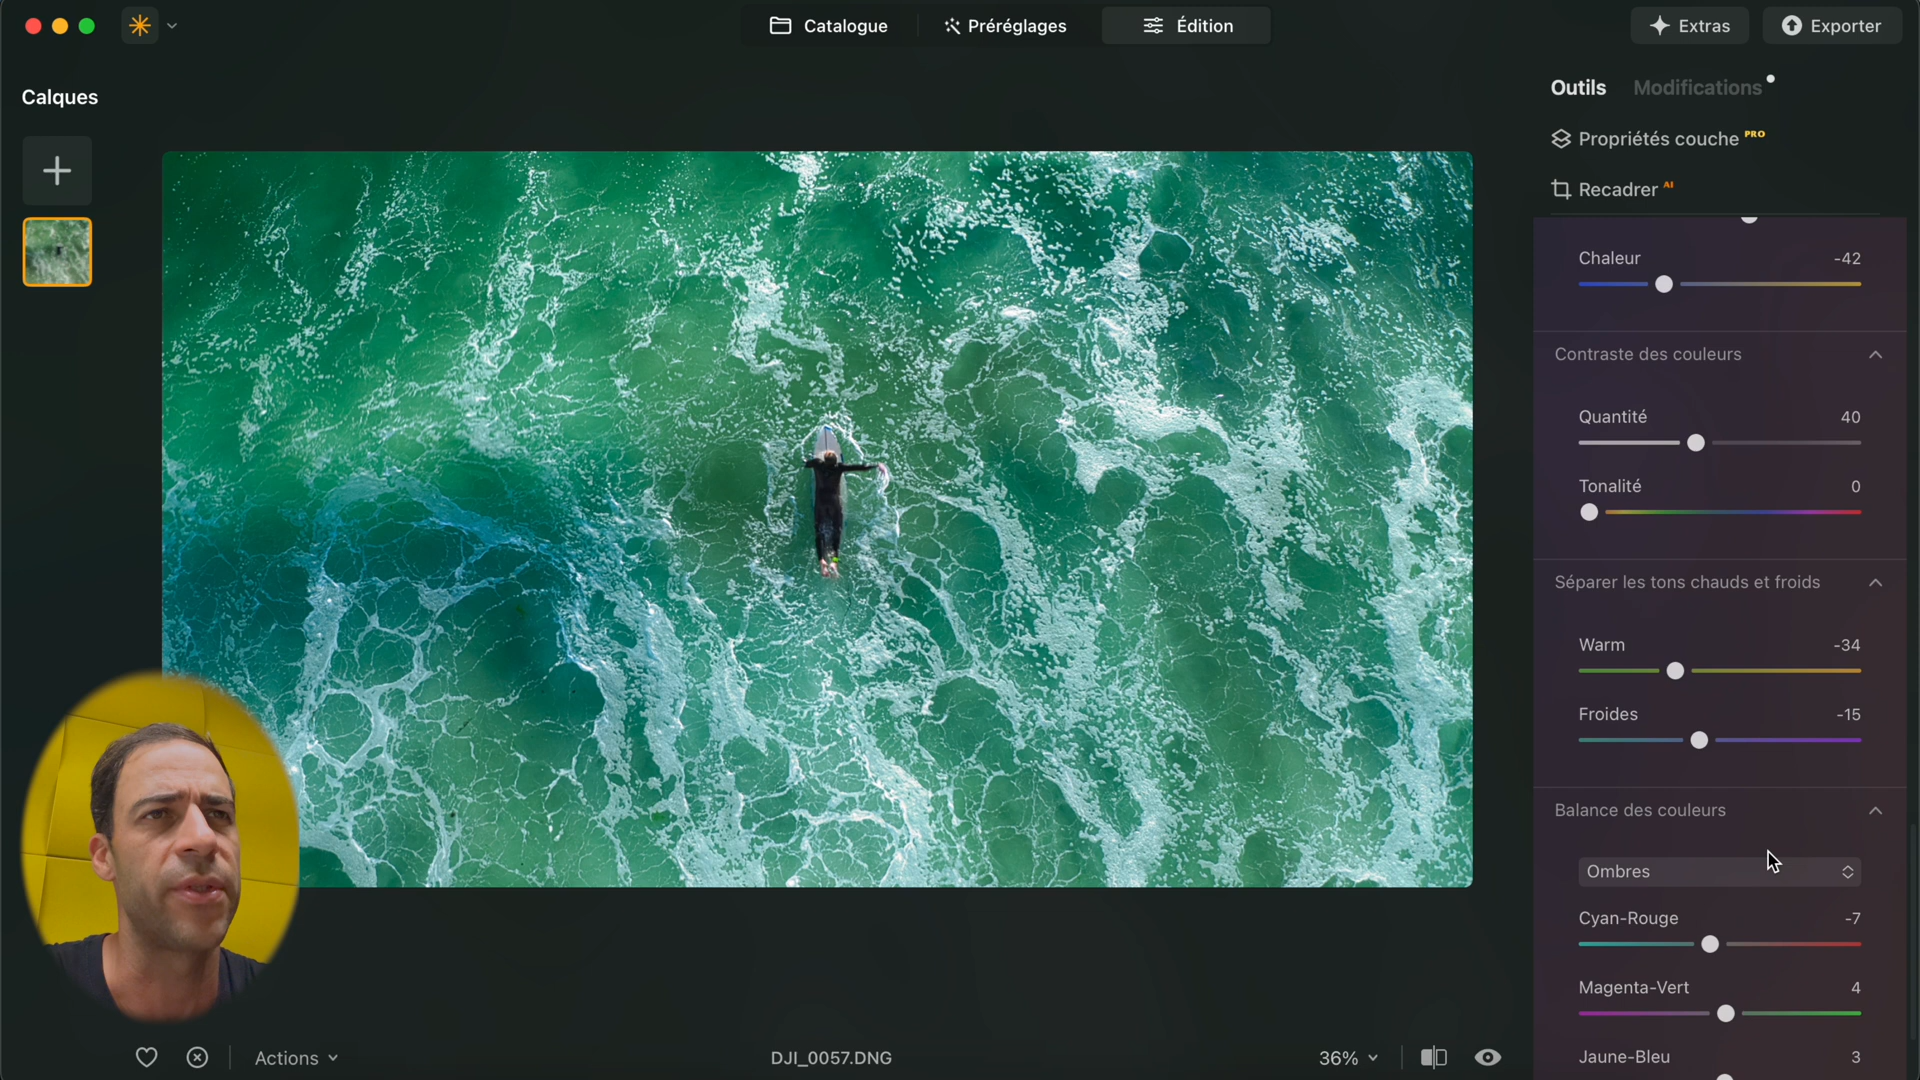 Catalogue
Préréglages
Édition
Extras
Exporter
Calques
Outils
Modifications
Propriétés couche PRO
Recadrer AI
Chaleur
-42
Contraste des couleurs
Quantité
40
Tonalité
0
Séparer les tons chauds et froids
Warm
-34
Froides
-15
Balance des couleurs
Ombres
Cyan-Rouge
-7
Magenta-Vert
4
Jaune-Bleu
3
Actions
DJI_0057.DNG
36%